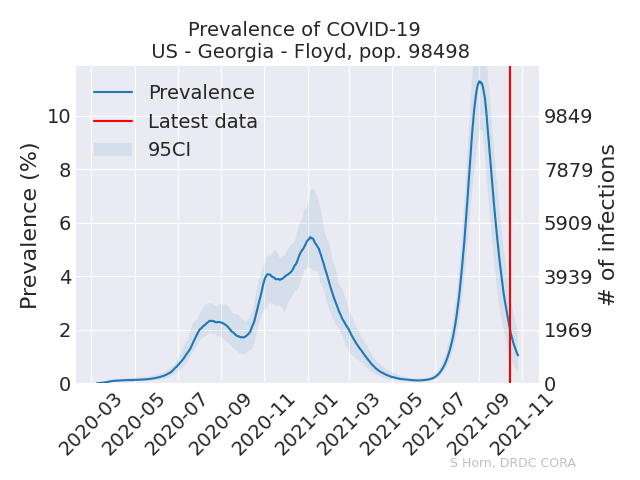 Prevalence of COVID-19
US - Georgia - Floyd, pop. 98498
Prevalence
Latest data
95CI
Prevalence (%)
10
8
6
4
2
0
9849
7879
5909
3939
1969
0
# of infections
2020-03
2020-05
2020-07
2020-09
2020-11
2021-01
2021-03
2021-05
2021-07
2021-09
2021-11
S Horn, DRDC CORA